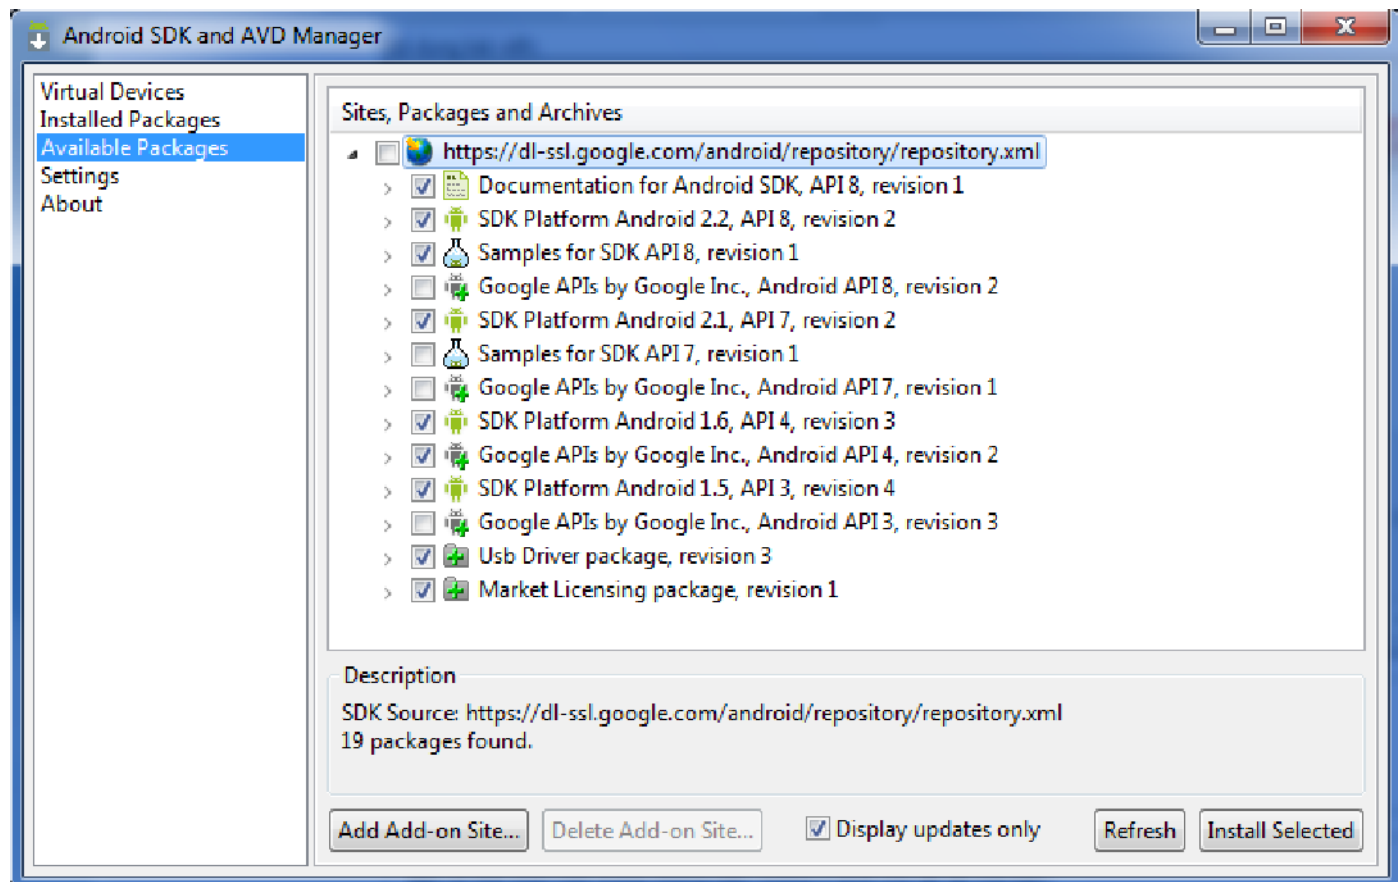 Android SDK and AVD Manager
Virtual Devices
Installed Packages
Available Packages
Settings
About
Sites, Packages and Archives
https://dl-ssl.google.com/android/repository/repository.xml
Documentation for Android SDK, API 8, revision 1
SDK Platform Android 2.2, API 8, revision 2
Samples for SDK API 8, revision 1
Google APIs by Google Inc., Android API 8, revision 2
SDK Platform Android 2.1, API 7, revision 2
Samples for SDK API 7, revision 1
Google APIs by Google Inc., Android API 7, revision 1
SDK Platform Android 1.6, API 4, revision 3
Google APIs by Google Inc., Android API 4, revision 2
SDK Platform Android 1.5, API 3, revision 4
Google APIs by Google Inc., Android API 3, revision 3
Usb Driver package, revision 3
Market Licensing package, revision 1
Description
SDK Source: https://dl-ssl.google.com/android/repository/repository.xml
19 packages found.
Add Add-on Site...
Delete Add-on Site...
Display updates only
Refresh
Install Selected